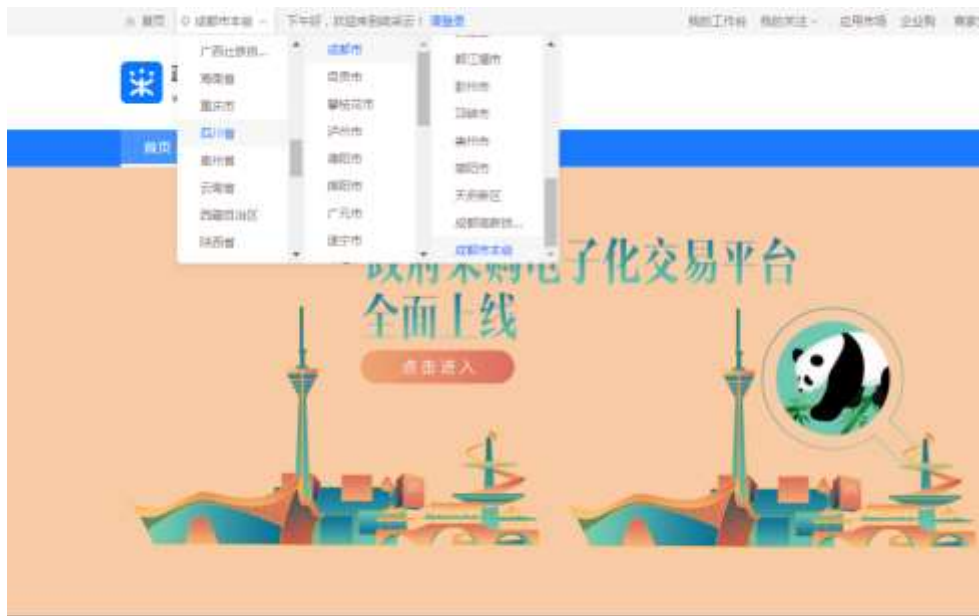 首页 成都市本级 下午好，欢迎来到政采云！ 请登录 我的工作台 我的关注 应用市场 企业购
采
首页
广西壮族自...
海南省
重庆市
四川省
贵州省
云南省
西藏自治区
陕西省
成都市
自贡市
攀枝花市
泸州市
德阳市
绵阳市
广元市
遂宁市
都江堰市
彭州市
邛崃市
崇州市
简阳市
天府新区
成都高新技...
成都市本级
政府采购电子化交易平台
全面上线
点击进入